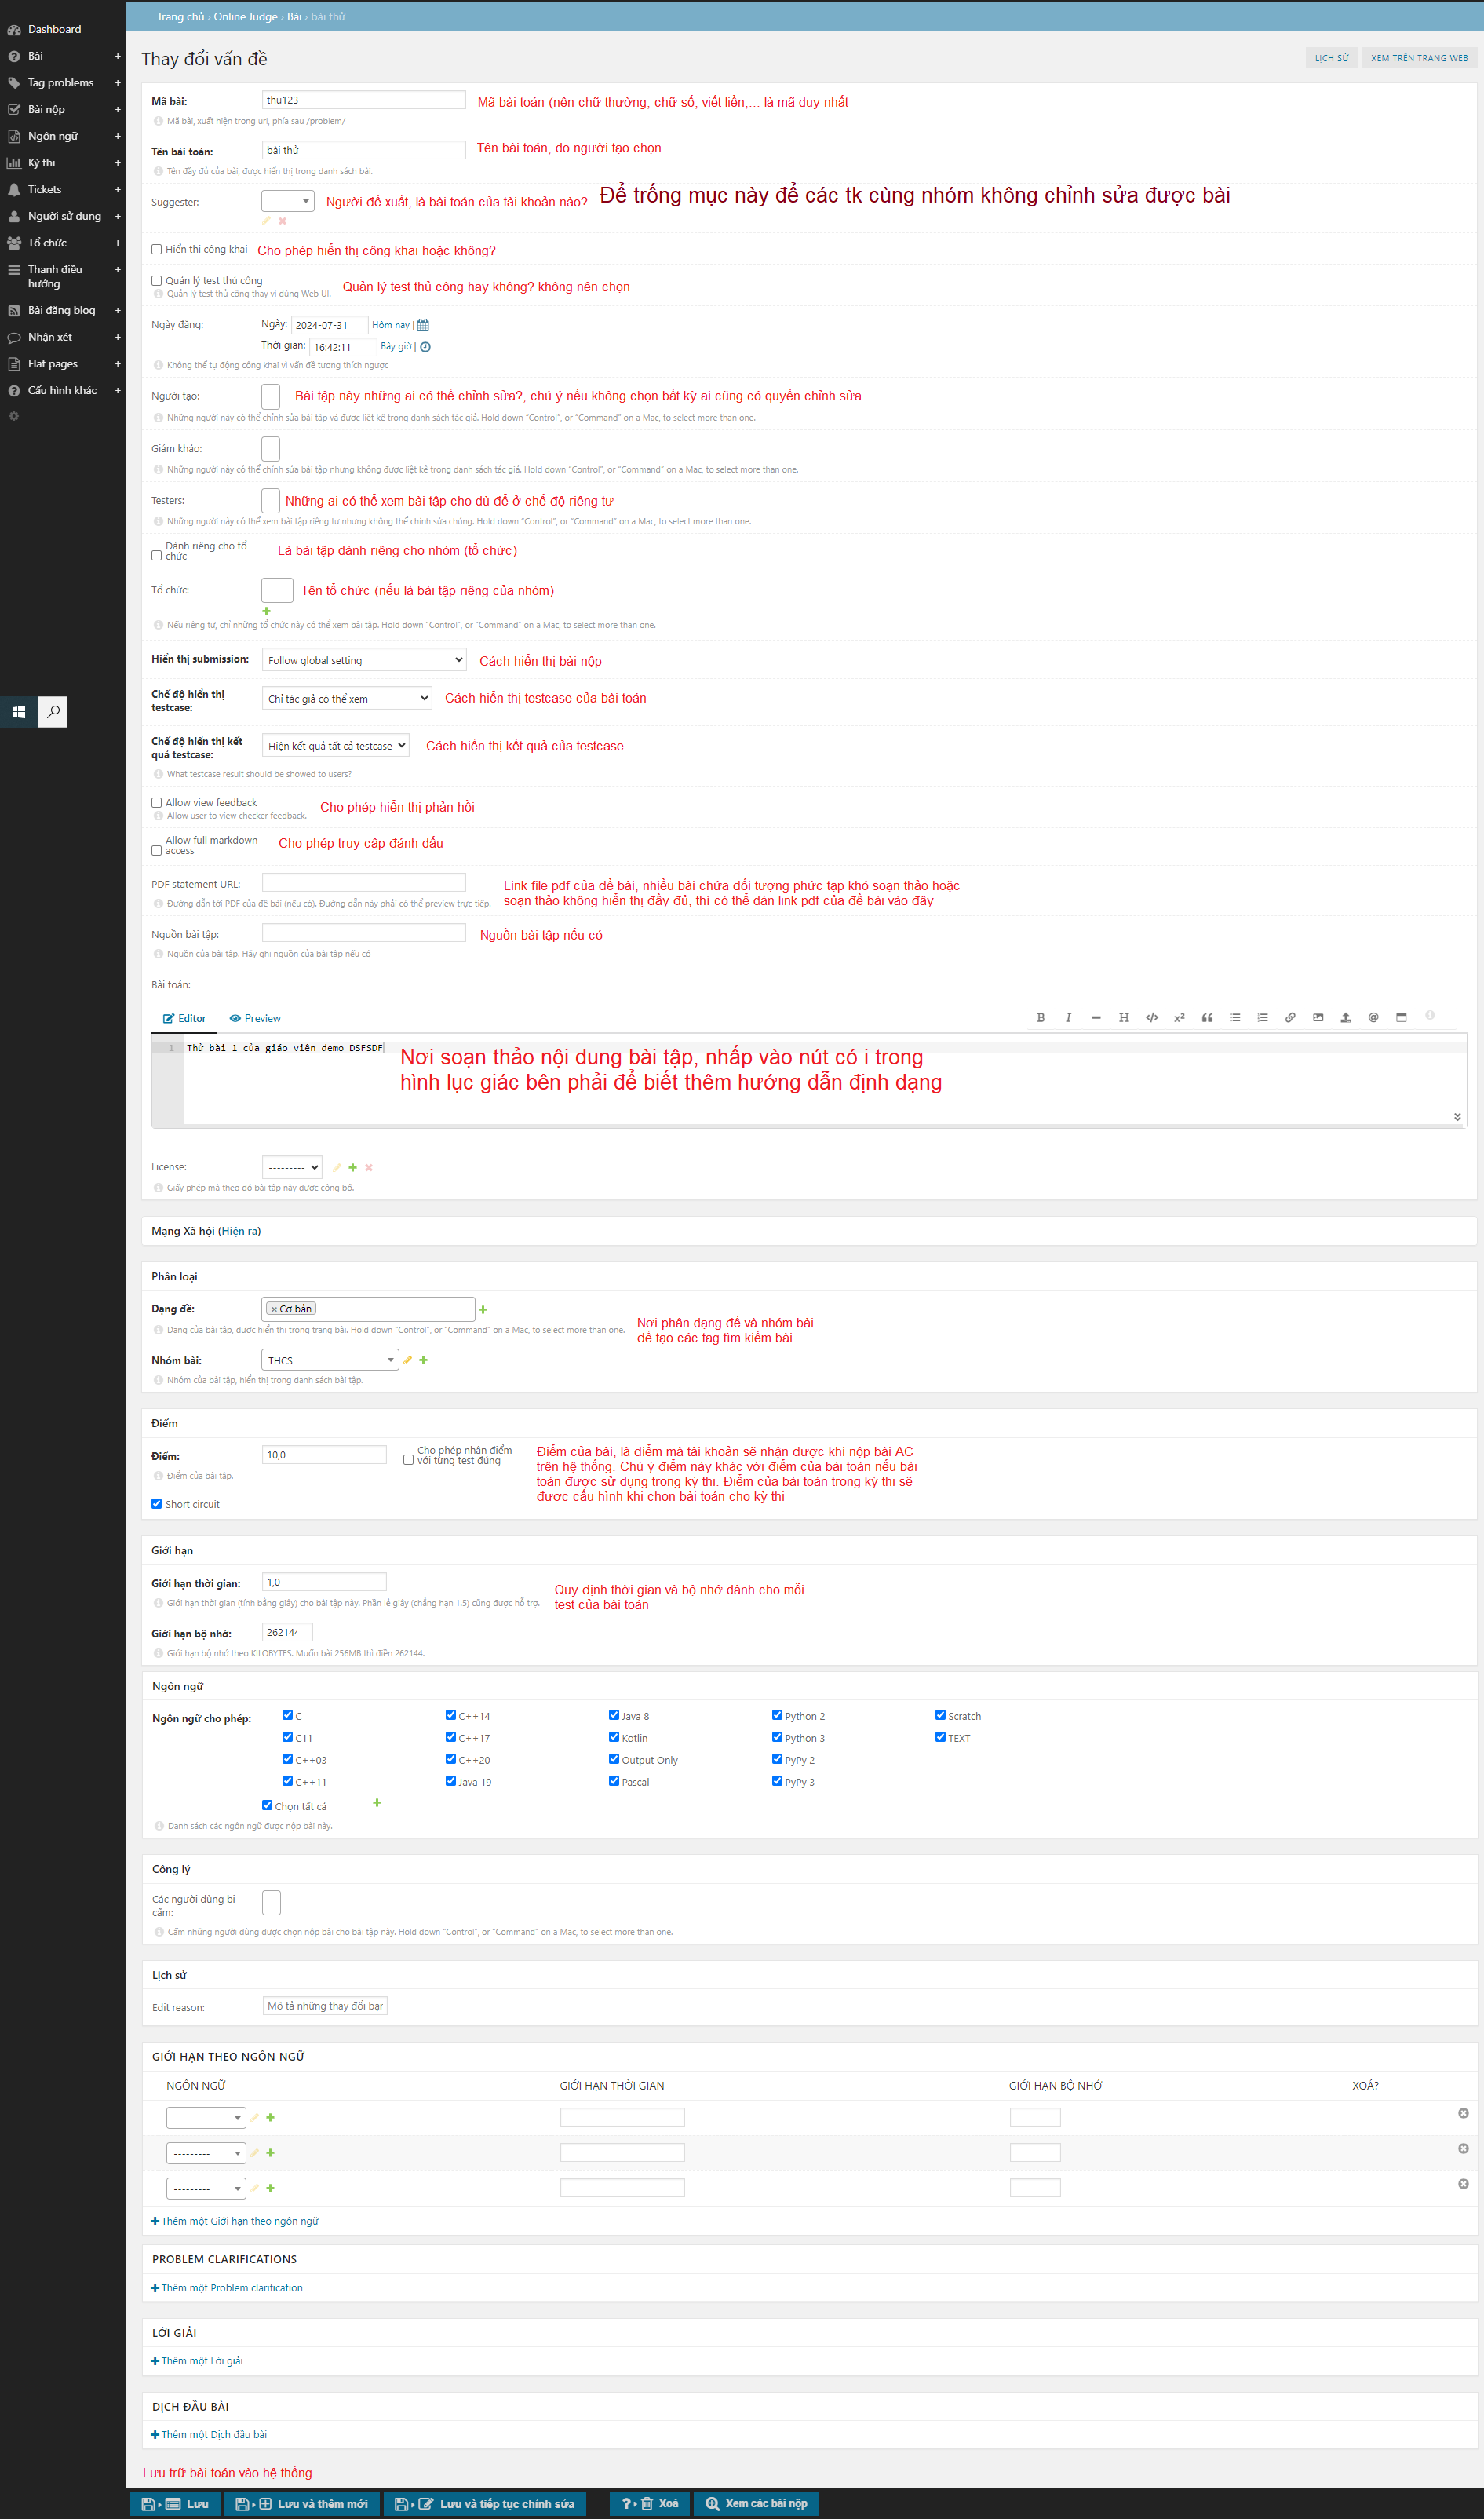 Trang chủ › Online Judge › Bài › bài thử
Dashboard
Bài +
Tag problems +
Bài nộp +
Ngôn ngữ +
Kỳ thi +
Tickets +
Người sử dụng +
Tổ chức +
Thanh điều +
hướng
Bài đăng blog +
Nhận xét +
Flat pages +
Cấu hình khác +
Thay đổi vấn đề
LỊCH SỬ XEM TRÊN TRANG WEB
Mã bài: thu123 Mã bài toán (nên chữ thường, chữ số, viết liền,... là mã duy nhất
Mã bài, xuất hiện trong url, phía sau /problem/
Tên bài toán: bài thử Tên bài toán, do người tạo chọn
Tên đầy đủ của bài, được hiển thị trong danh sách bài.
Suggester: Người đề xuất, là bài toán của tài khoản nào? Để trống mục này để các tk cùng nhóm không chỉnh sửa được bài
Hiển thị công khai Cho phép hiển thị công khai hoặc không?
Quản lý test thủ công Quản lý test thủ công hay không? không nên chọn
Quản lý test thủ công thay vì dùng Web UI.
Ngày đăng: Ngày: 2024-07-31 Hôm nay |
Thời gian: 16:42:11 Bây giờ |
Không thể tự động công khai vì vấn đề tương thích ngược
Người tạo: Bài tập này những ai có thể chỉnh sửa?, chú ý nếu không chọn bất kỳ ai cũng có quyền chỉnh sửa
Những người này có thể chỉnh sửa bài tập và được liệt kê trong danh sách tác giả. Hold down "Control", or "Command" on a Mac, to select more than one.
Giám khảo:
Những người này có thể chỉnh sửa bài tập nhưng không được liệt kê trong danh sách tác giả. Hold down "Control", or "Command" on a Mac, to select more than one.
Testers: Những ai có thể xem bài tập cho dù để ở chế độ riêng tư
Những người này có thể xem bài tập riêng tư nhưng không thể chỉnh sửa chúng. Hold down "Control", or "Command" on a Mac, to select more than one.
Dành riêng cho tổ
chức Là bài tập dành riêng cho nhóm (tổ chức)
Tổ chức: Tên tổ chức (nếu là bài tập riêng của nhóm)
Nếu riêng tư, chỉ những tổ chức này có thể xem bài tập. Hold down "Control", or "Command" on a Mac, to select more than one.
Hiển thị submission: Follow global setting Cách hiển thị bài nộp
Chế độ hiển thị
testcase: Chỉ tác giả có thể xem Cách hiển thị testcase của bài toán
Chế độ hiển thị kết
quả testcase: Hiện kết quả tất cả testcase Cách hiển thị kết quả của testcase
What testcase result should be showed to users?
Allow view feedback Cho phép hiển thị phản hồi
Allow user to view checker feedback.
Allow full markdown
access Cho phép truy cập đánh dấu
PDF statement URL: Link file pdf của đề bài, nhiều bài chứa đối tượng phức tạp khó soạn thảo hoặc
Đường dẫn tới PDF của đề bài (nếu có). Đường dẫn này phải có thể preview trực tiếp. soạn thảo không hiển thị đầy đủ, thì có thể dán link pdf của đề bài vào đây
Nguồn bài tập: Nguồn bài tập nếu có
Nguồn của bài tập. Hãy ghi nguồn của bài tập nếu có
Bài toán:
Editor Preview
1 Thử bài 1 của giáo viên demo DSFSDF
Nơi soạn thảo nội dung bài tập, nhấp vào nút có i trong
hình lục giác bên phải để biết thêm hướng dẫn định dạng
License: ---------
Giấy phép mà theo đó bài tập này được công bố.
Mạng Xã hội (Hiện ra)
Phân loại
Dạng đề: × Cơ bản
Dạng của bài tập, được hiển thị trong trang bài. Hold down "Control", or "Command" on a Mac, to select more than one.
Nơi phân dạng đề và nhóm bài
để tạo các tag tìm kiếm bài
Nhóm bài: THCS
Nhóm của bài tập, hiển thị trong danh sách bài tập.
Điểm
Điểm: 10,0 Cho phép nhận điểm
với từng test đúng
Điểm của bài tập.
Điểm của bài, là điểm mà tài khoản sẽ nhận được khi nộp bài AC
trên hệ thống. Chú ý điểm này khác với điểm của bài toán nếu bài
toán được sử dụng trong kỳ thi. Điểm của bài toán trong kỳ thi sẽ
được cấu hình khi chon bài toán cho kỳ thi
Short circuit
Giới hạn
Giới hạn thời gian: 1,0
Giới hạn thời gian (tính bằng giây) cho bài tập này. Phần lẻ giây (chẳng hạn 1.5) cũng được hỗ trợ.
Quy định thời gian và bộ nhớ dành cho mỗi
test của bài toán
Giới hạn bộ nhớ: 262144
Giới hạn bộ nhớ theo KILOBYTES. Muốn bài 256MB thì điền 262144.
Ngôn ngữ
Ngôn ngữ cho phép: C C++14 Java 8 Python 2 Scratch
C11 C++17 Kotlin Python 3 TEXT
C++03 C++20 Output Only PyPy 2
C++11 Java 19 Pascal PyPy 3
Chọn tất cả
Danh sách các ngôn ngữ được nộp bài này.
Công lý
Các người dùng bị
cấm:
Cấm những người dùng được chọn nộp bài cho bài tập này. Hold down "Control", or "Command" on a Mac, to select more than one.
Lịch sử
Edit reason: Mô tả những thay đổi bạn
GIỚI HẠN THEO NGÔN NGỮ
NGÔN NGỮ GIỚI HẠN THỜI GIAN GIỚI HẠN BỘ NHỚ XOÁ?
---------
---------
---------
Thêm một Giới hạn theo ngôn ngữ
PROBLEM CLARIFICATIONS
Thêm một Problem clarification
LỜI GIẢI
Thêm một Lời giải
DỊCH ĐẦU BÀI
Thêm một Dịch đầu bài
Lưu trữ bài toán vào hệ thống
Lưu Lưu và thêm mới Lưu và tiếp tục chỉnh sửa Xoá Xem các bài nộp